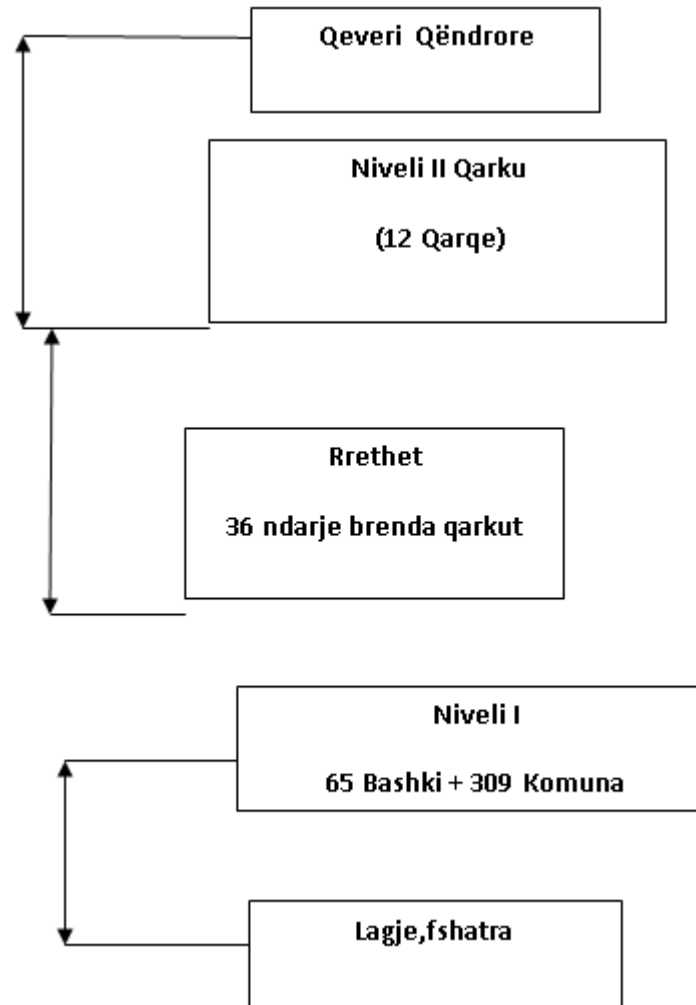 Qeveri Qëndrore
Niveli II Qarku
(12 Qarqe)
Rrethet
36 ndarje brenda qarkut
Niveli I
65 Bashki + 309 Komuna
Lagje,fshatra